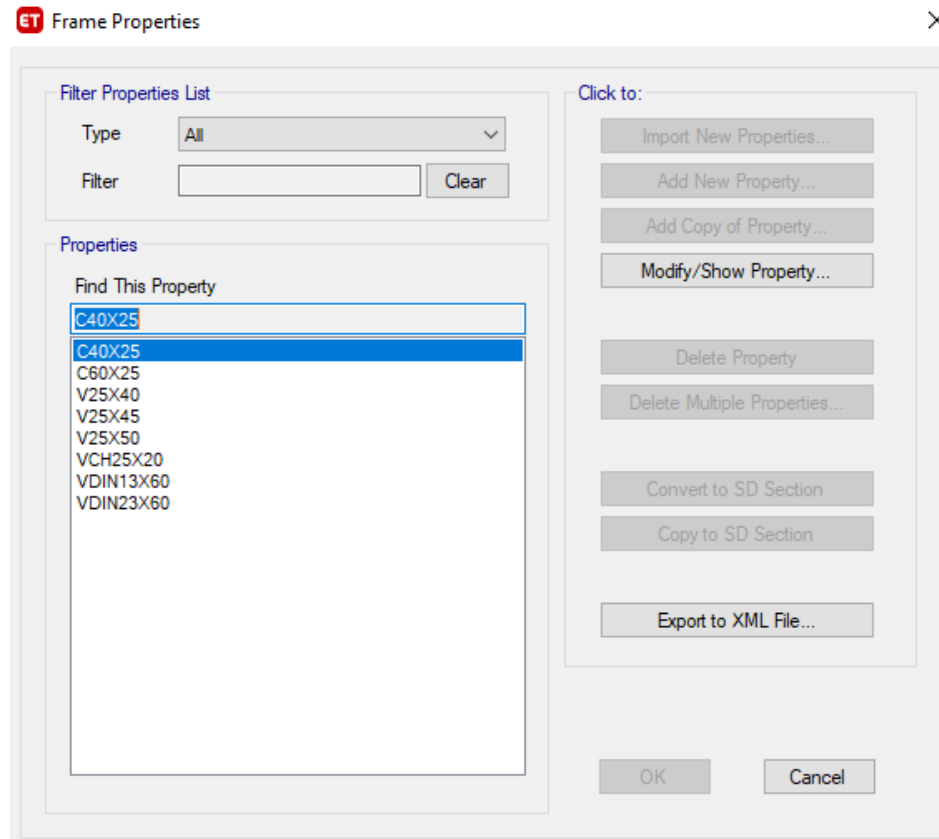 ET Frame Properties
Filter Properties List
Type All
Filter Clear
Properties
Find This Property
C40X25
C40X25
C60X25
V25X40
V25X45
V25X50
VCH25X20
VDIN13X60
VDIN23X60
Click to:
Import New Properties...
Add New Property...
Add Copy of Property...
Modify/Show Property...
Delete Property
Delete Multiple Properties...
Convert to SD Section
Copy to SD Section
Export to XML File...
OK Cancel